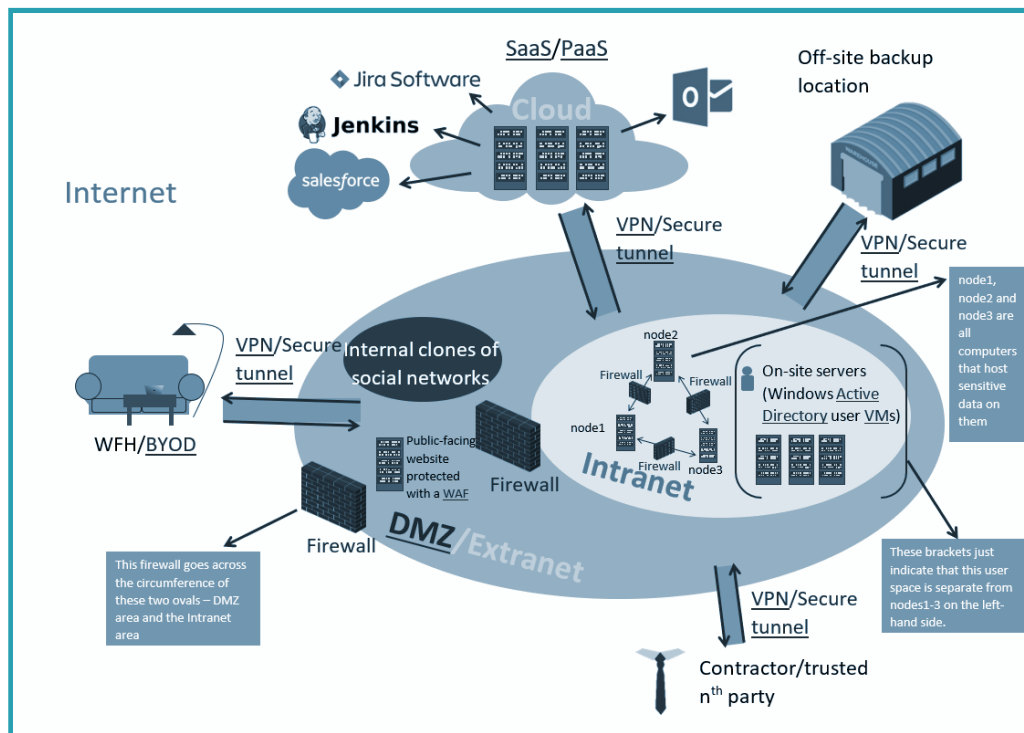 SaaS/PaaS
Off-site backup
location
Jira Software
Cloud
O
Jenkins
WAREHOUSE
salesforce
Internet
VPN/Secure
tunnel
VPN/Secure
tunnel
node1,
node2 and
node3 are
all
computers
that host
sensitive
data on
them
VPN/Secure
tunnel
Internal clones of
social networks
node2
Firewall
Firewall
node1
Firewall
node3
On-site servers
(Windows Active
Directory user VMs)
Intranet
WFH/BYOD
Public-facing
website
protected
with a WAF
Firewall
Firewall
DMZ/Extranet
This firewall goes across
the circumference of
these two ovals – DMZ
area and the Intranet
area
These brackets just
indicate that this user
space is separate from
nodes1-3 on the left-
hand side.
VPN/Secure
tunnel
Contractor/trusted
nth party